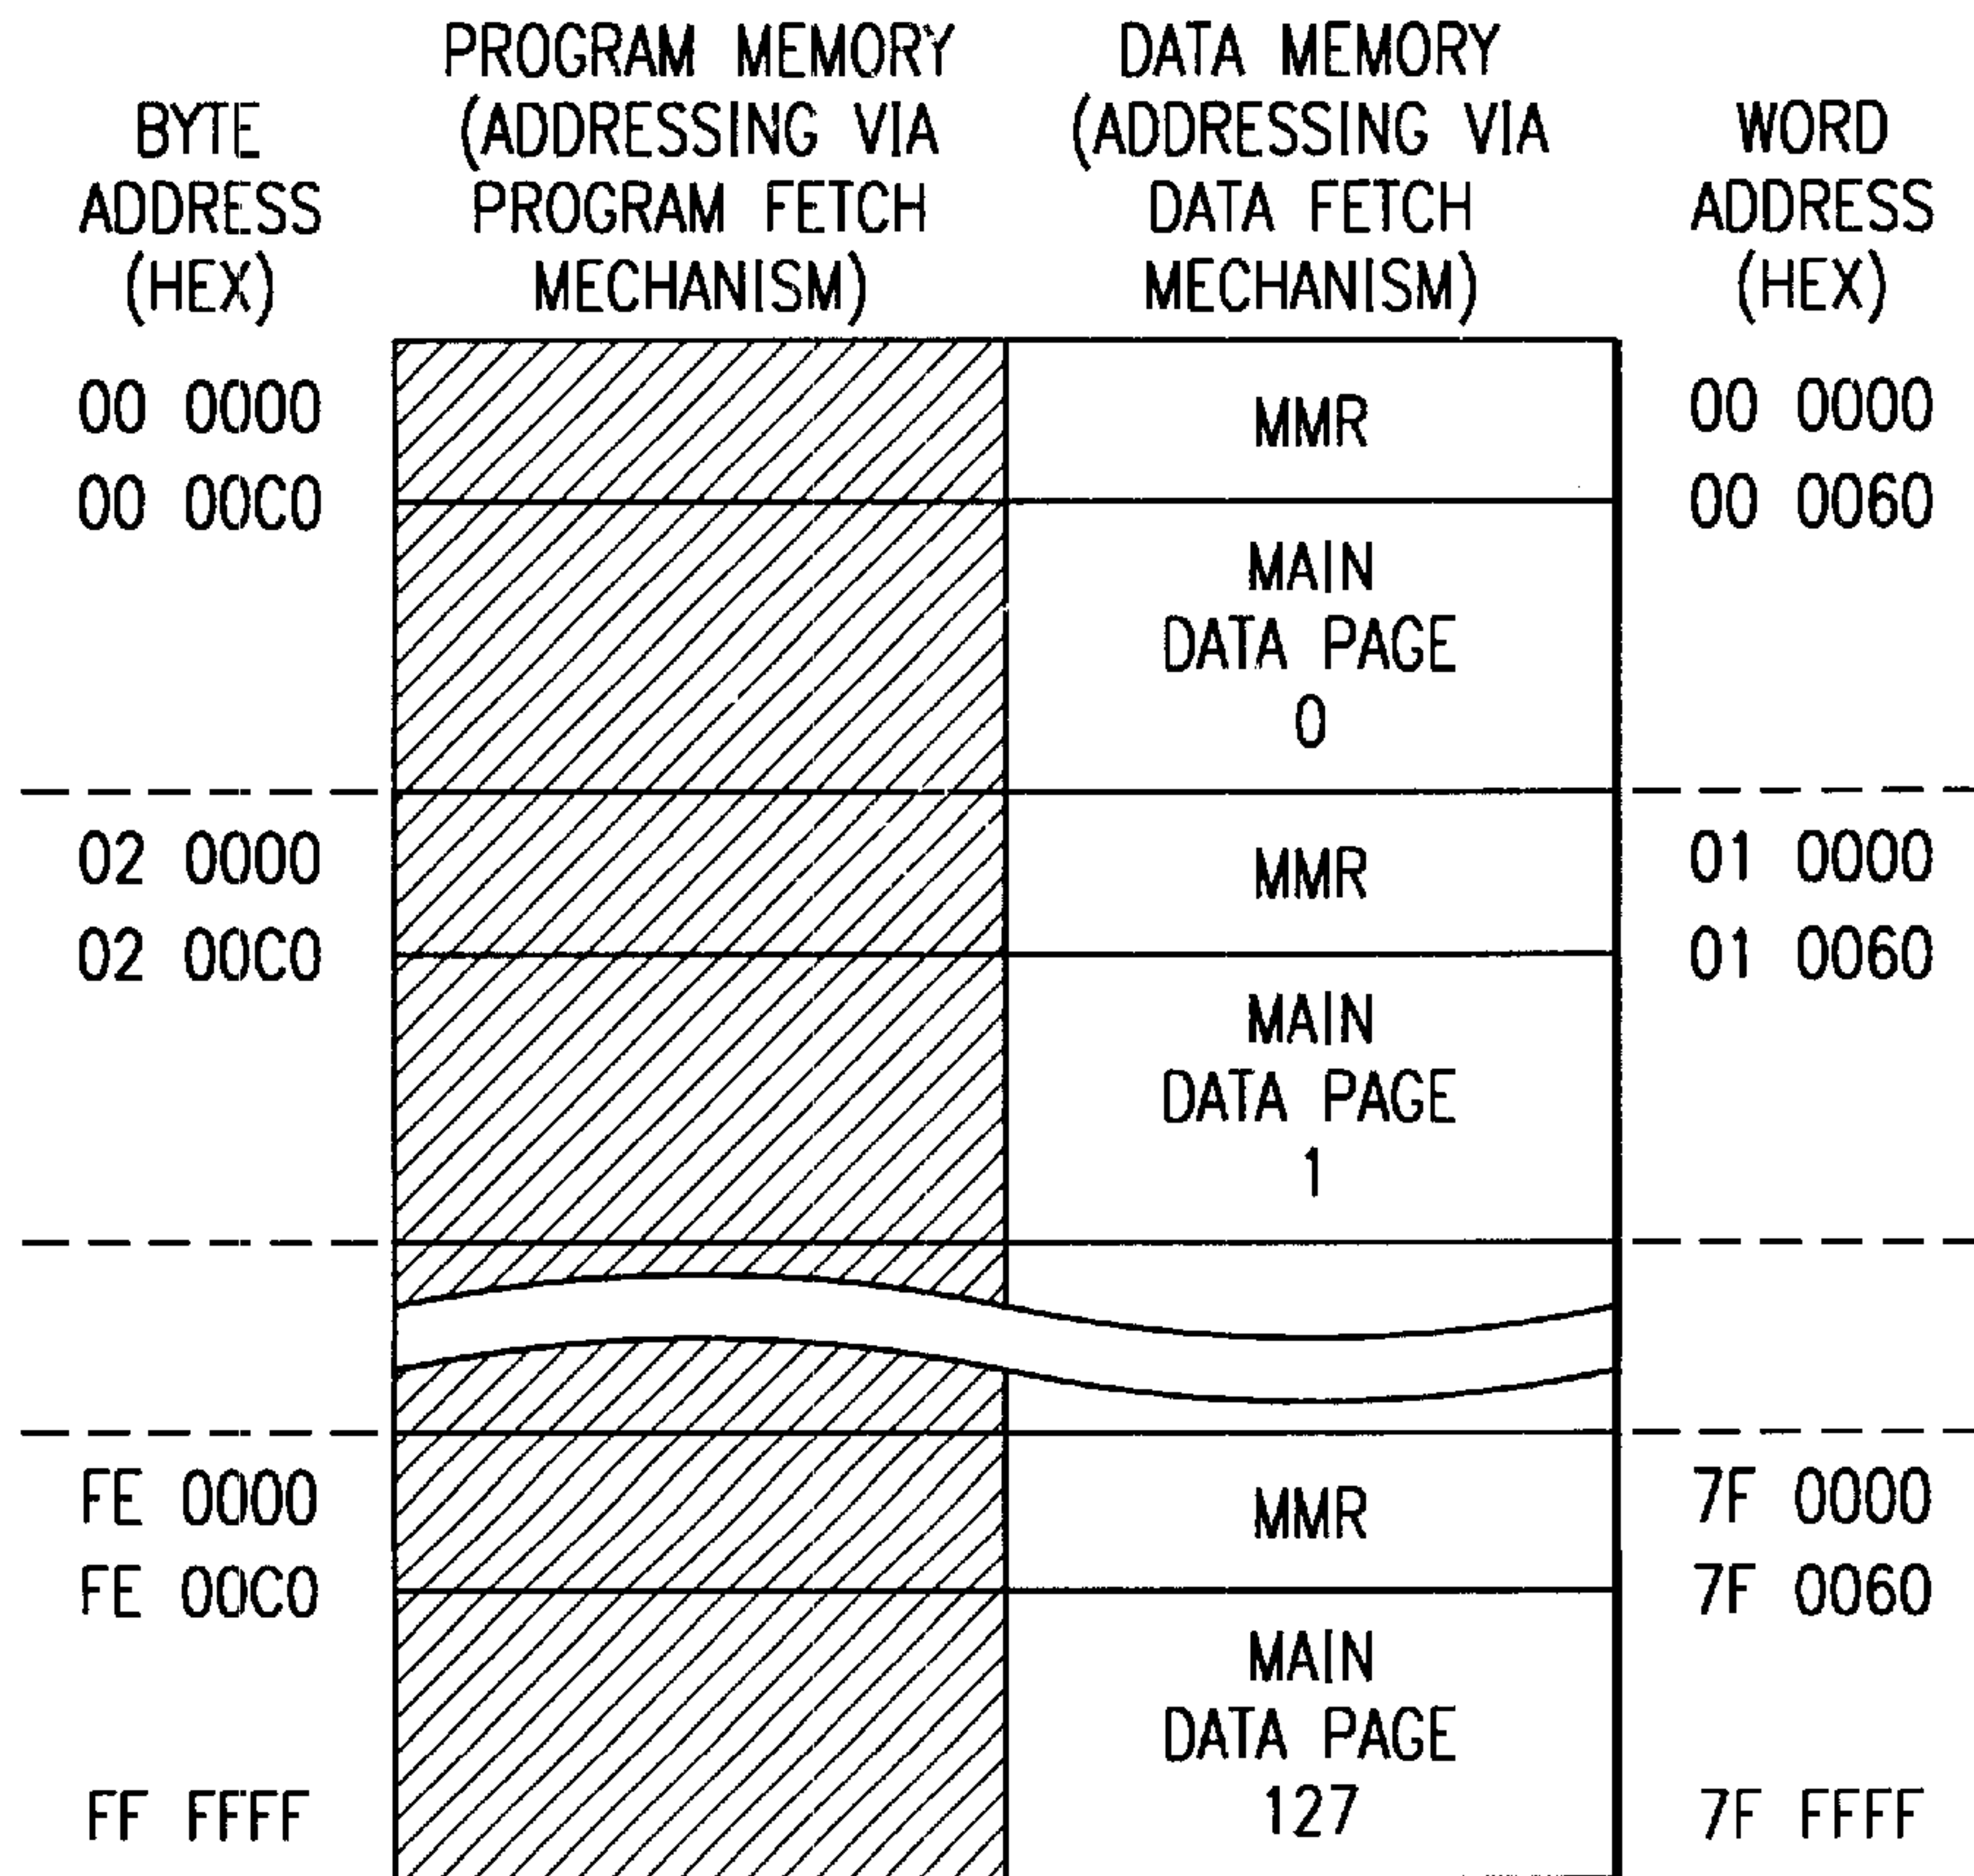 BYTE
ADDRESS
(HEX)
PROGRAM MEMORY
(ADDRESSING VIA
PROGRAM FETCH
MECHANISM)
DATA MEMORY
(ADDRESSING VIA
DATA FETCH
MECHANISM)
WORD
ADDRESS
(HEX)
00 0000
MMR
00 0000
00 00C0
00 0060
MAIN
DATA PAGE
0
02 0000
MMR
01 0000
02 00C0
01 0060
MAIN
DATA PAGE
1
FE 0000
MMR
7F 0000
FE 00C0
7F 0060
MAIN
DATA PAGE
127
FF FFFF
7F FFFF